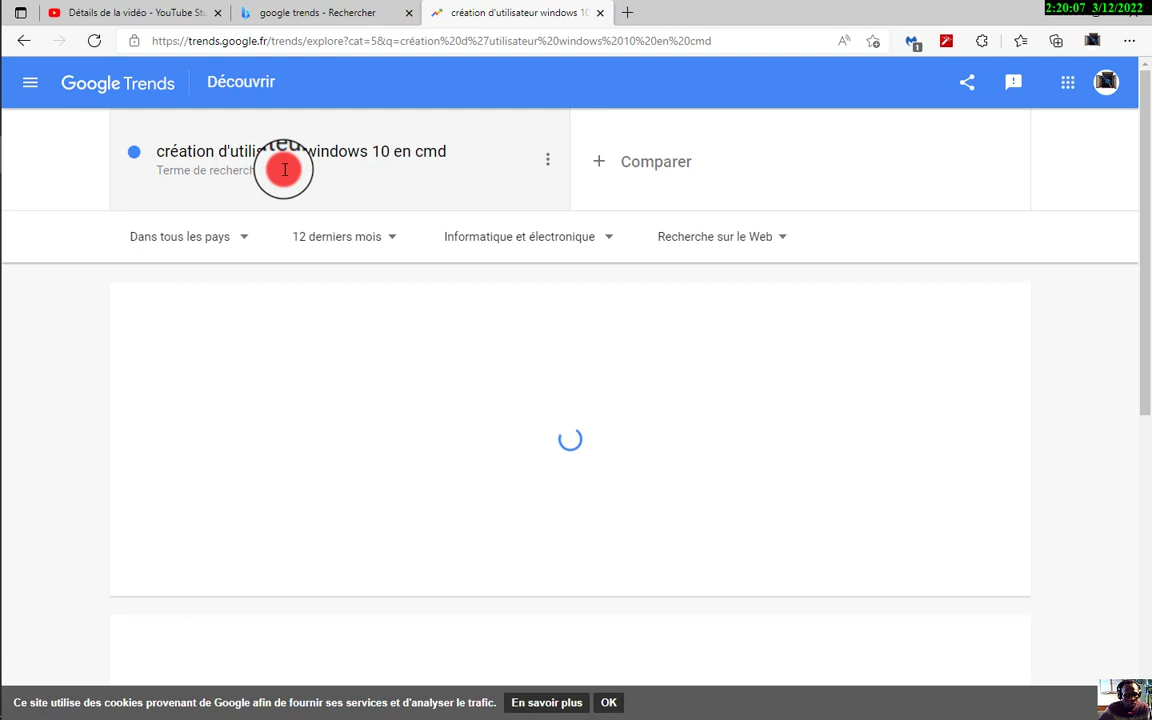 Détails de la vidéo - YouTube Stu
google trends - Rechercher
création d'utilisateur windows 10
2:20:07 3/12/2022
https://trends.google.fr/trends/explore?cat=5&q=création%20d%27utilisateur%20windows%2010%20en%20cmd
1
Google Trends
Découvrir
création d'utilisateur windows 10 en cmd
Terme de recherch
+ Comparer
Dans tous les pays
12 derniers mois
Informatique et électronique
Recherche sur le Web
Ce site utilise des cookies provenant de Google afin de fournir ses services et d'analyser le trafic.
En savoir plus
OK